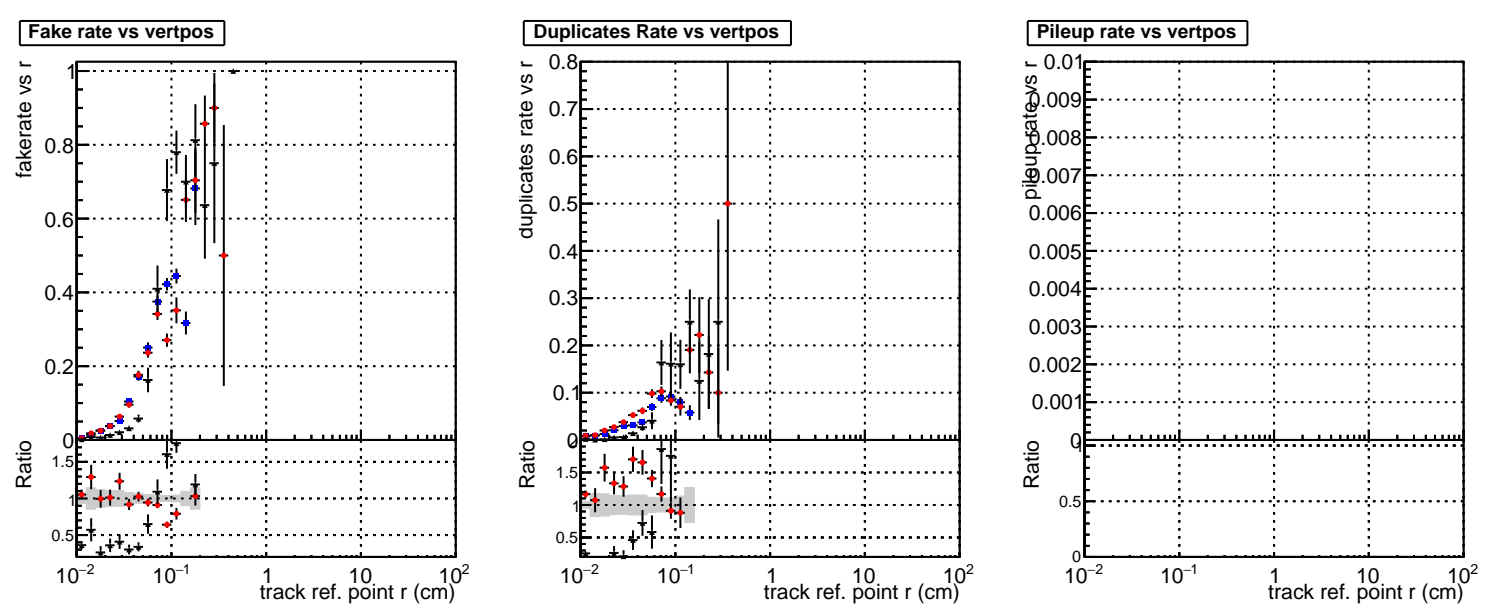 Fake rate vs vertpos
fakerate vs r
1
0.8
0.6
0.4
0.2
0
Ratio
1.5
1
0.5
10⁻² 10⁻¹ 1 10 10²
track ref. point r (cm)
Duplicates Rate vs vertpos
duplicates rate vs r
0.8
0.7
0.6
0.5
0.4
0.3
0.2
0.1
0
Ratio
1.5
1
0.5
10⁻² 10⁻¹ 1 10 10²
track ref. point r (cm)
Pileup rate vs vertpos
pileup rate vs r
0.01
0.009
0.008
0.007
0.006
0.005
0.004
0.003
0.002
0.001
0
Ratio
1
0.5
0
10⁻² 10⁻¹ 1 10 10²
track ref. point r (cm)